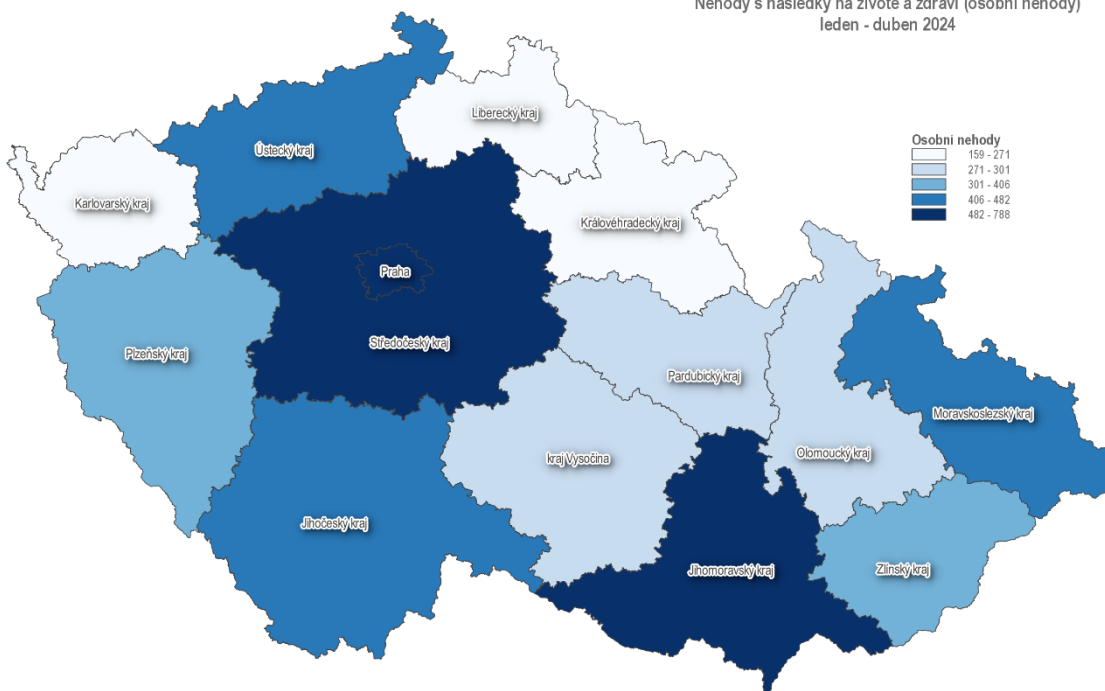 Nehody s následky na životě a zdraví (osobní nehody)
leden - duben 2024
Liberecký kraj
Ústecký kraj
Osobní nehody
159 - 271
271 - 301
301 - 406
406 - 482
482 - 788
Karlovarský kraj
Královéhradecký kraj
Praha
Středočeský kraj
Plzeňský kraj
Pardubický kraj
Moravskoslezský kraj
kraj Vysočina
Olomoucký kraj
Jihočeský kraj
Jihomoravský kraj
Zlínský kraj